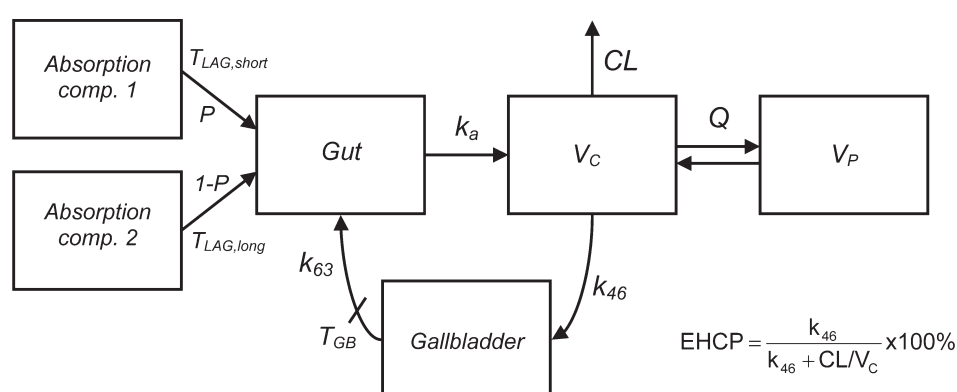 Absorption
comp. 1
T_LAG,short
P
Absorption
comp. 2
1-P
T_LAG,long
Gut
k_a
V_C
CL
Q
V_P
k_63
T_GB
Gallbladder
k_46
EHCP = k_46 / (k_46 + CL/V_C) x100%